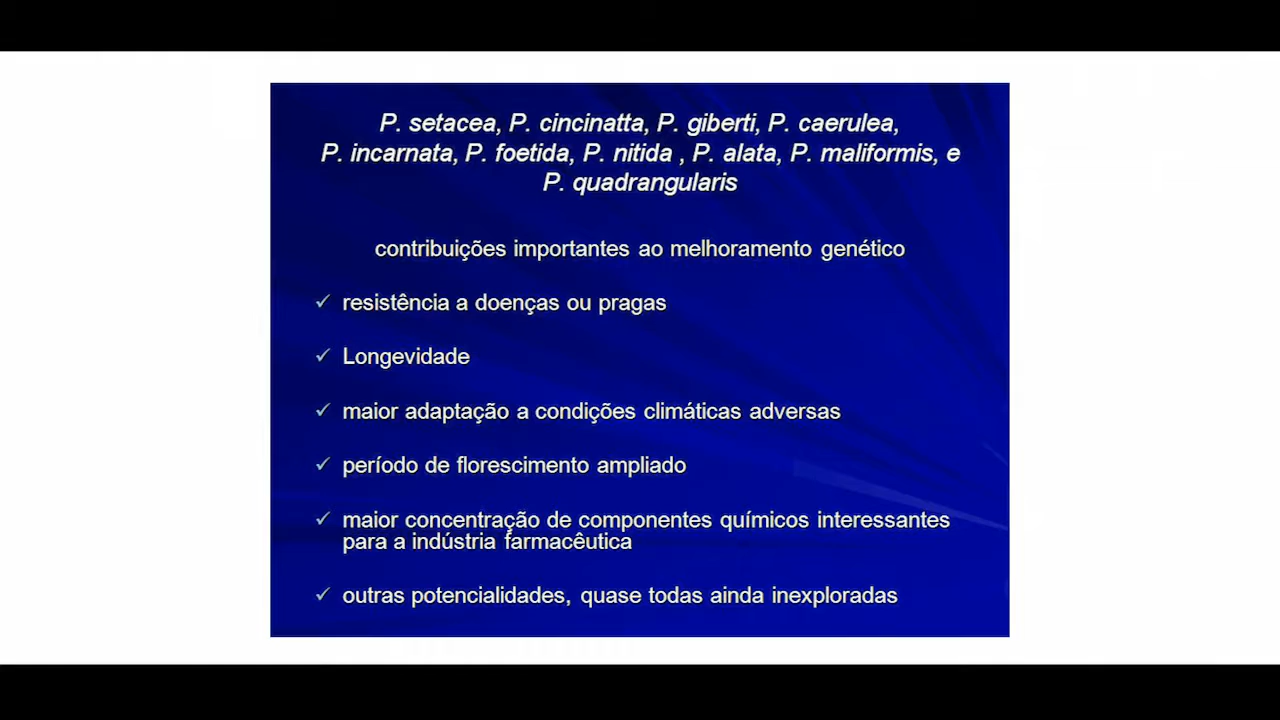 P. setacea, P. cincinatta, P. giberti, P. caerulea,
P. incarnata, P. foetida, P. nitida , P. alata, P. maliformis, e
P. quadrangularis
contribuições importantes ao melhoramento genético
✓ resistência a doenças ou pragas
✓ Longevidade
✓ maior adaptação a condições climáticas adversas
✓ período de florescimento ampliado
✓ maior concentração de componentes químicos interessantes
para a indústria farmacêutica
✓ outras potencialidades, quase todas ainda inexploradas